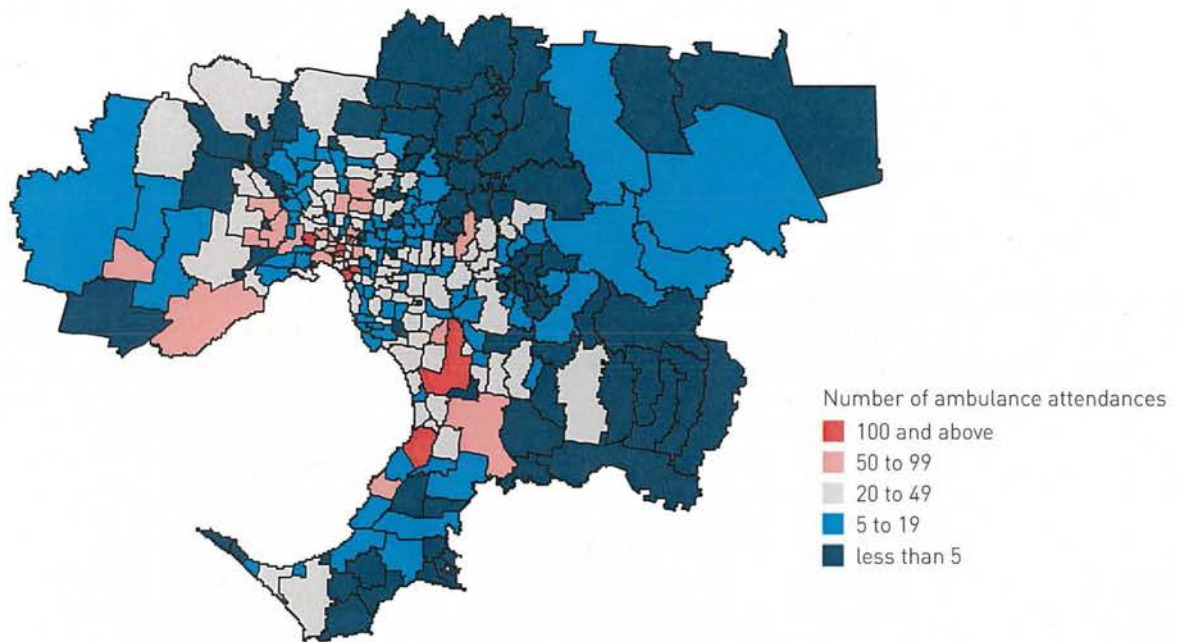 Number of ambulance attendances
100 and above
50 to 99
20 to 49
5 to 19
less than 5